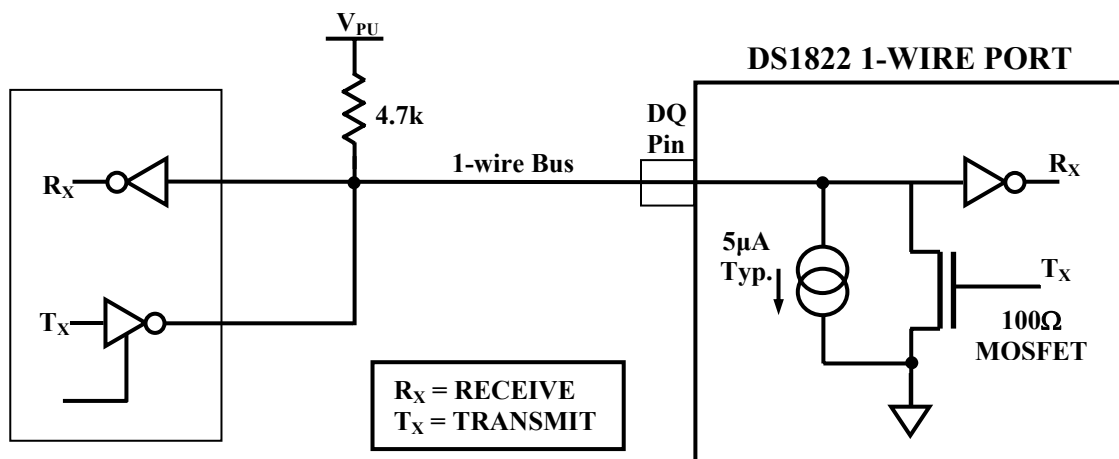 V_PU
DS1822 1-WIRE PORT
4.7k
DQ
Pin
1-wire Bus
R_X
R_X
5µA
Typ.
T_X
T_X
100Ω
MOSFET
R_X = RECEIVE
T_X = TRANSMIT